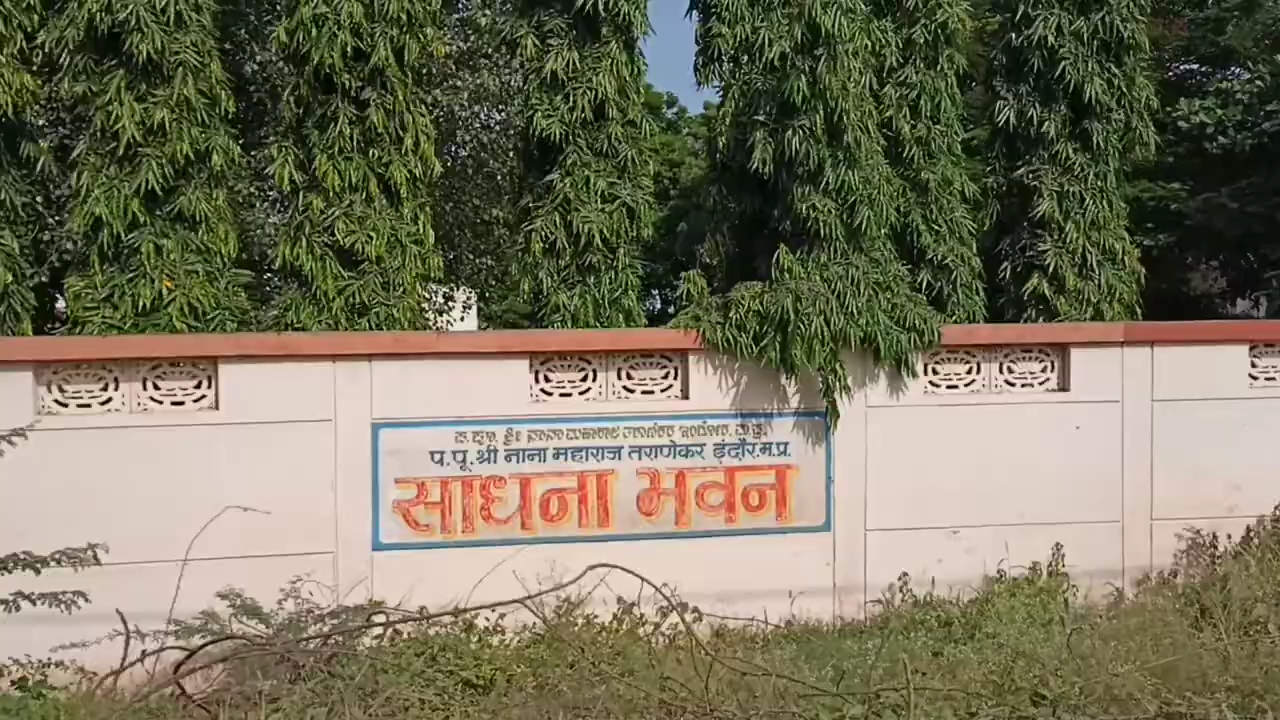 प.पू. श्री नाना महाराज तराणेकर इंदौर.म.प्र.
साधना भवन